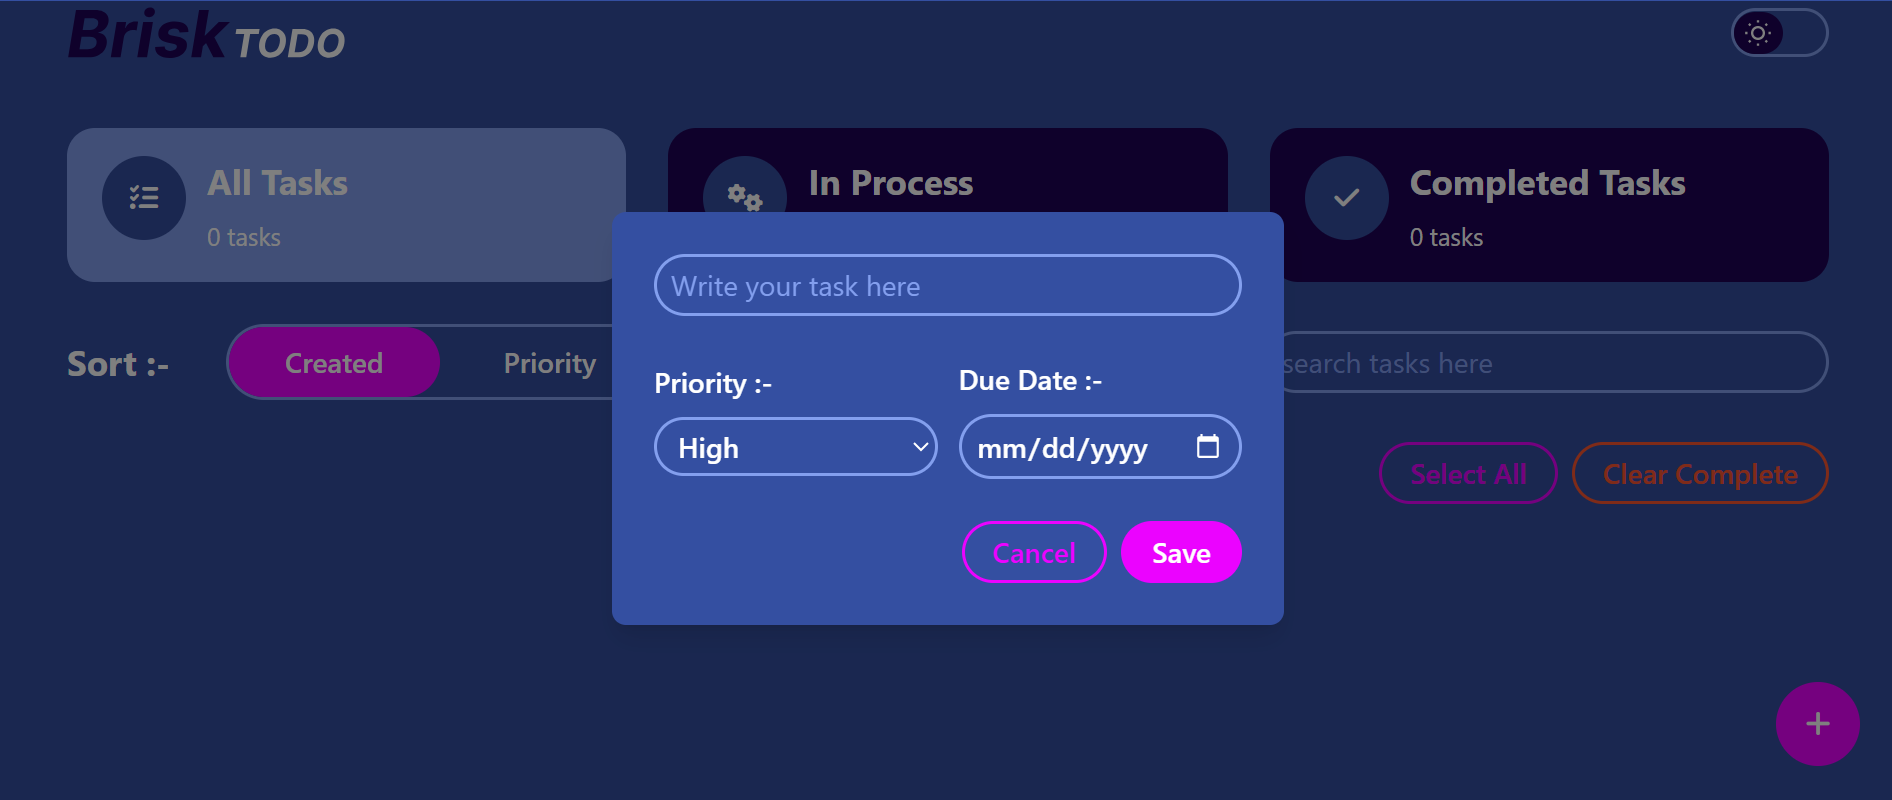 Brisk TODO
All Tasks
0 tasks
In Process
Completed Tasks
0 tasks
Sort :-
Created
Priority
search tasks here
Select All
Clear Complete
Write your task here
Priority :-
Due Date :-
High
mm/dd/yyyy
Cancel
Save
+